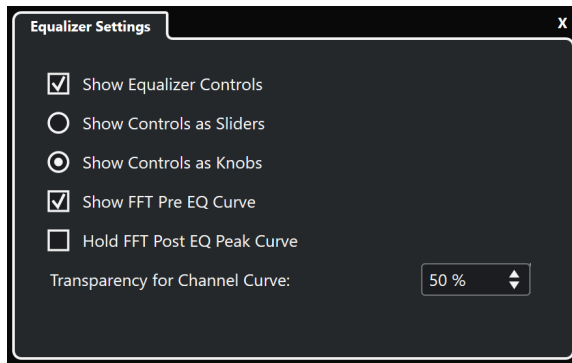 Equalizer Settings X
Show Equalizer Controls
Show Controls as Sliders
Show Controls as Knobs
Show FFT Pre EQ Curve
Hold FFT Post EQ Peak Curve
Transparency for Channel Curve: 50 %